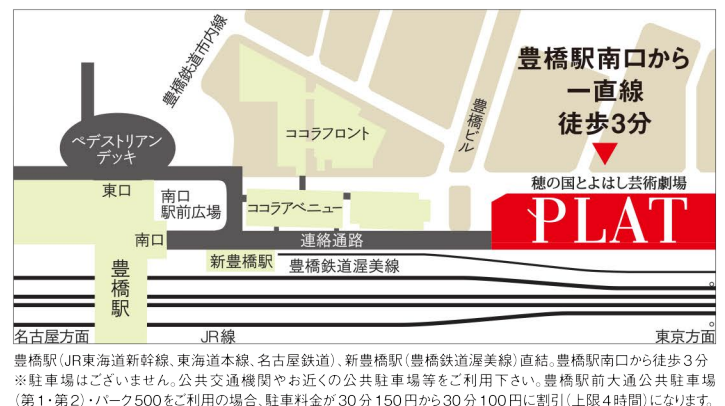 豊橋鉄道市内線
豊橋駅南口から
一直線
徒歩3分
ココラフロント
豊橋ビル
ペデストリアン
デッキ
穂の国とよはし芸術劇場
PLAT
東口
南口
駅前広場
ココラアベニュー
南口
連絡通路
新豊橋駅
豊橋鉄道渥美線
豊橋駅
名古屋方面
JR線
東京方面
豊橋駅(JR東海道新幹線、東海道本線、名古屋鉄道)、新豊橋駅(豊橋鉄道渥美線)直結。豊橋駅南口から徒歩3分
※駐車場はございません。公共交通機関やお近くの公共駐車場等をご利用下さい。豊橋駅前大通公共駐車場
(第1・第2)・パーク500をご利用の場合、駐車料金が30分150円から30分100円に割引(上限4時間)になります。